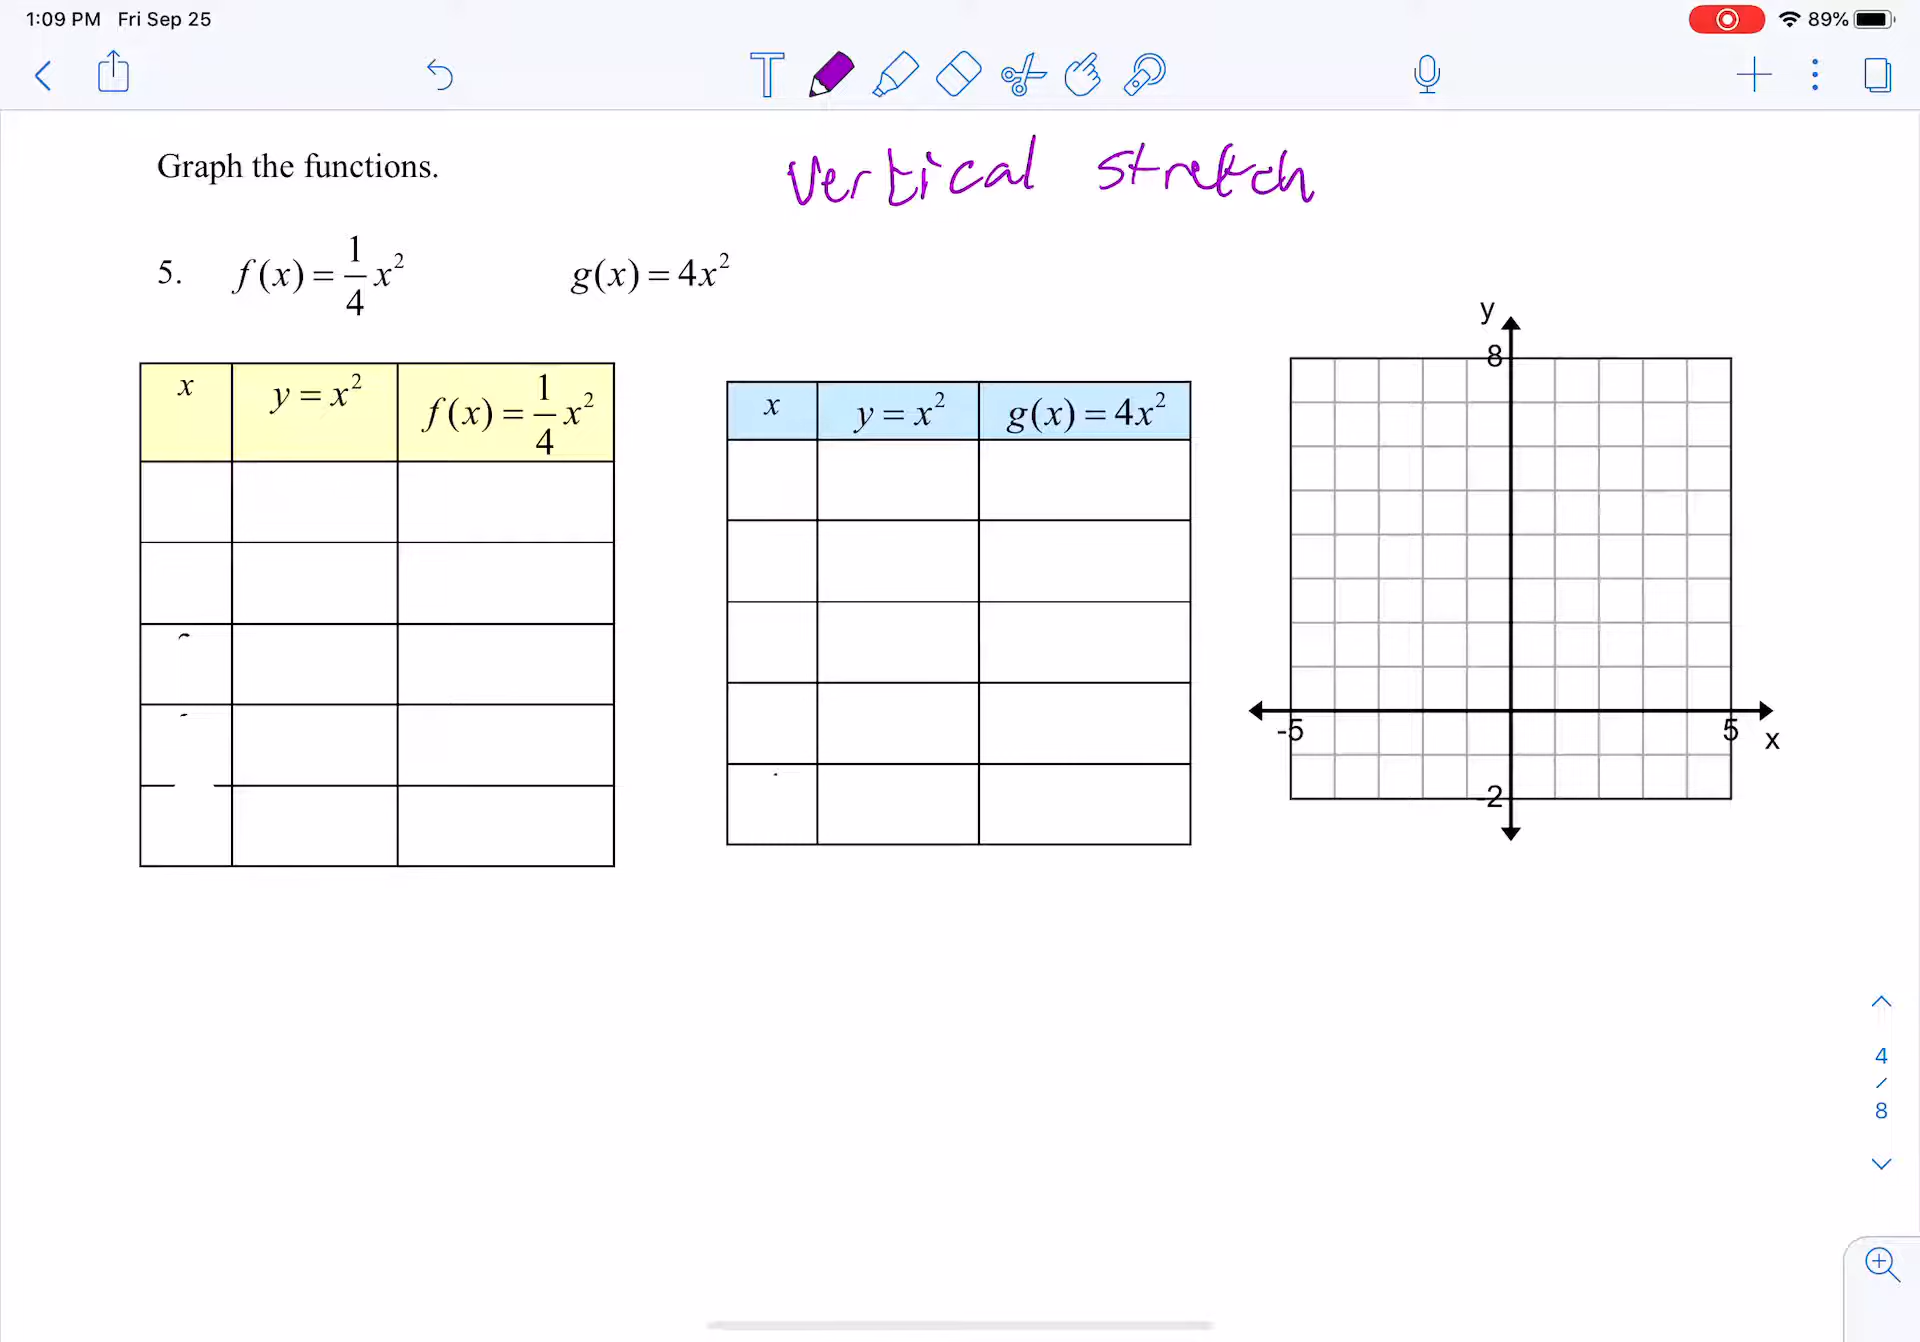 1:09 PM Fri Sep 25 89%
Graph the functions. Vertical stretch
5. f(x) = 1/4 x² g(x) = 4x²
x y = x² f(x) = 1/4 x²
x y = x² g(x) = 4x²
y
8
-5 5 x
-2
4
/
8